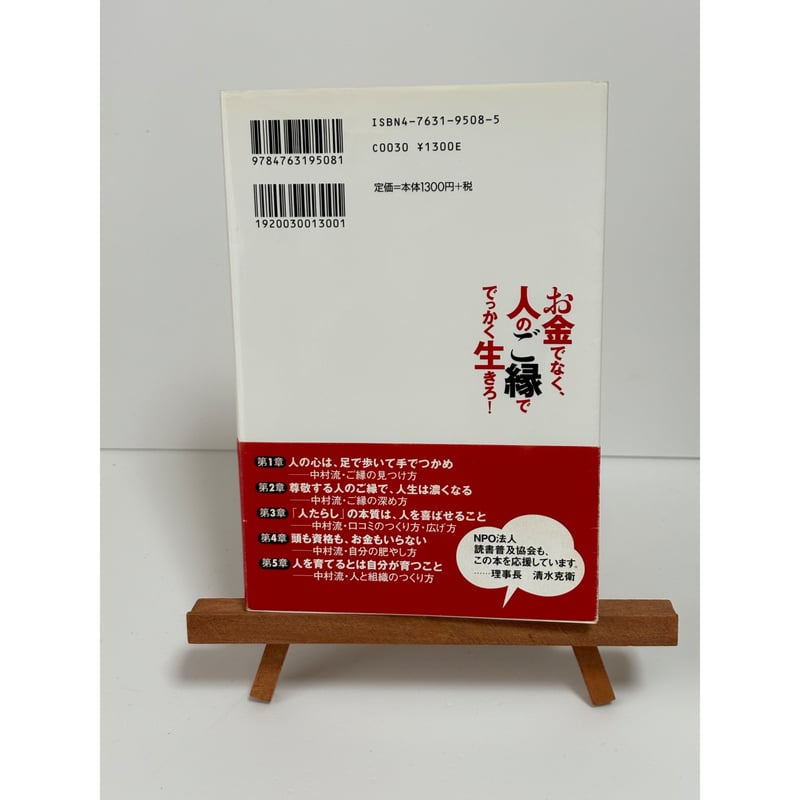 ISBN4-7631-9508-5
C0030 ¥1300E
9784763195081
定価=本体1300円+税
1920030013001
お金でなく、
人のご縁で
でっかく生きろ!
第1章 人の心は、足で歩いて手でつかめ
——中村流・ご縁の見つけ方
第2章 尊敬する人のご縁で、人生は濃くなる
——中村流・ご縁の深め方
第3章 「人たらし」の本質は、人を喜ばせること
——中村流・口コミのつくり方・広げ方
第4章 頭も資格も、お金もいらない
——中村流・自分の肥やし方
第5章 人を育てるとは自分が育つこと
——中村流・人と組織のつくり方
NPO法人
読書普及協会も、
この本を応援しています。
……理事長 清水克衛